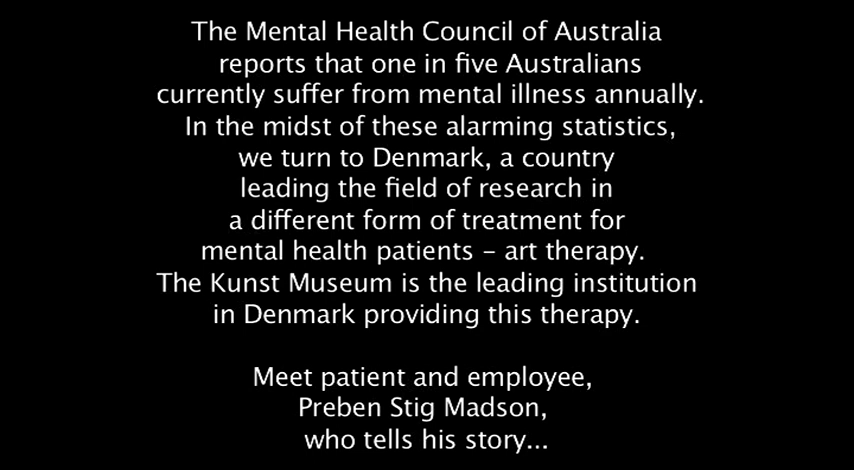 The Mental Health Council of Australia
reports that one in five Australians
currently suffer from mental illness annually.
In the midst of these alarming statistics,
we turn to Denmark, a country
leading the field of research in
a different form of treatment for
mental health patients - art therapy.
The Kunst Museum is the leading institution
in Denmark providing this therapy.
Meet patient and employee,
Preben Stig Madson,
who tells his story...